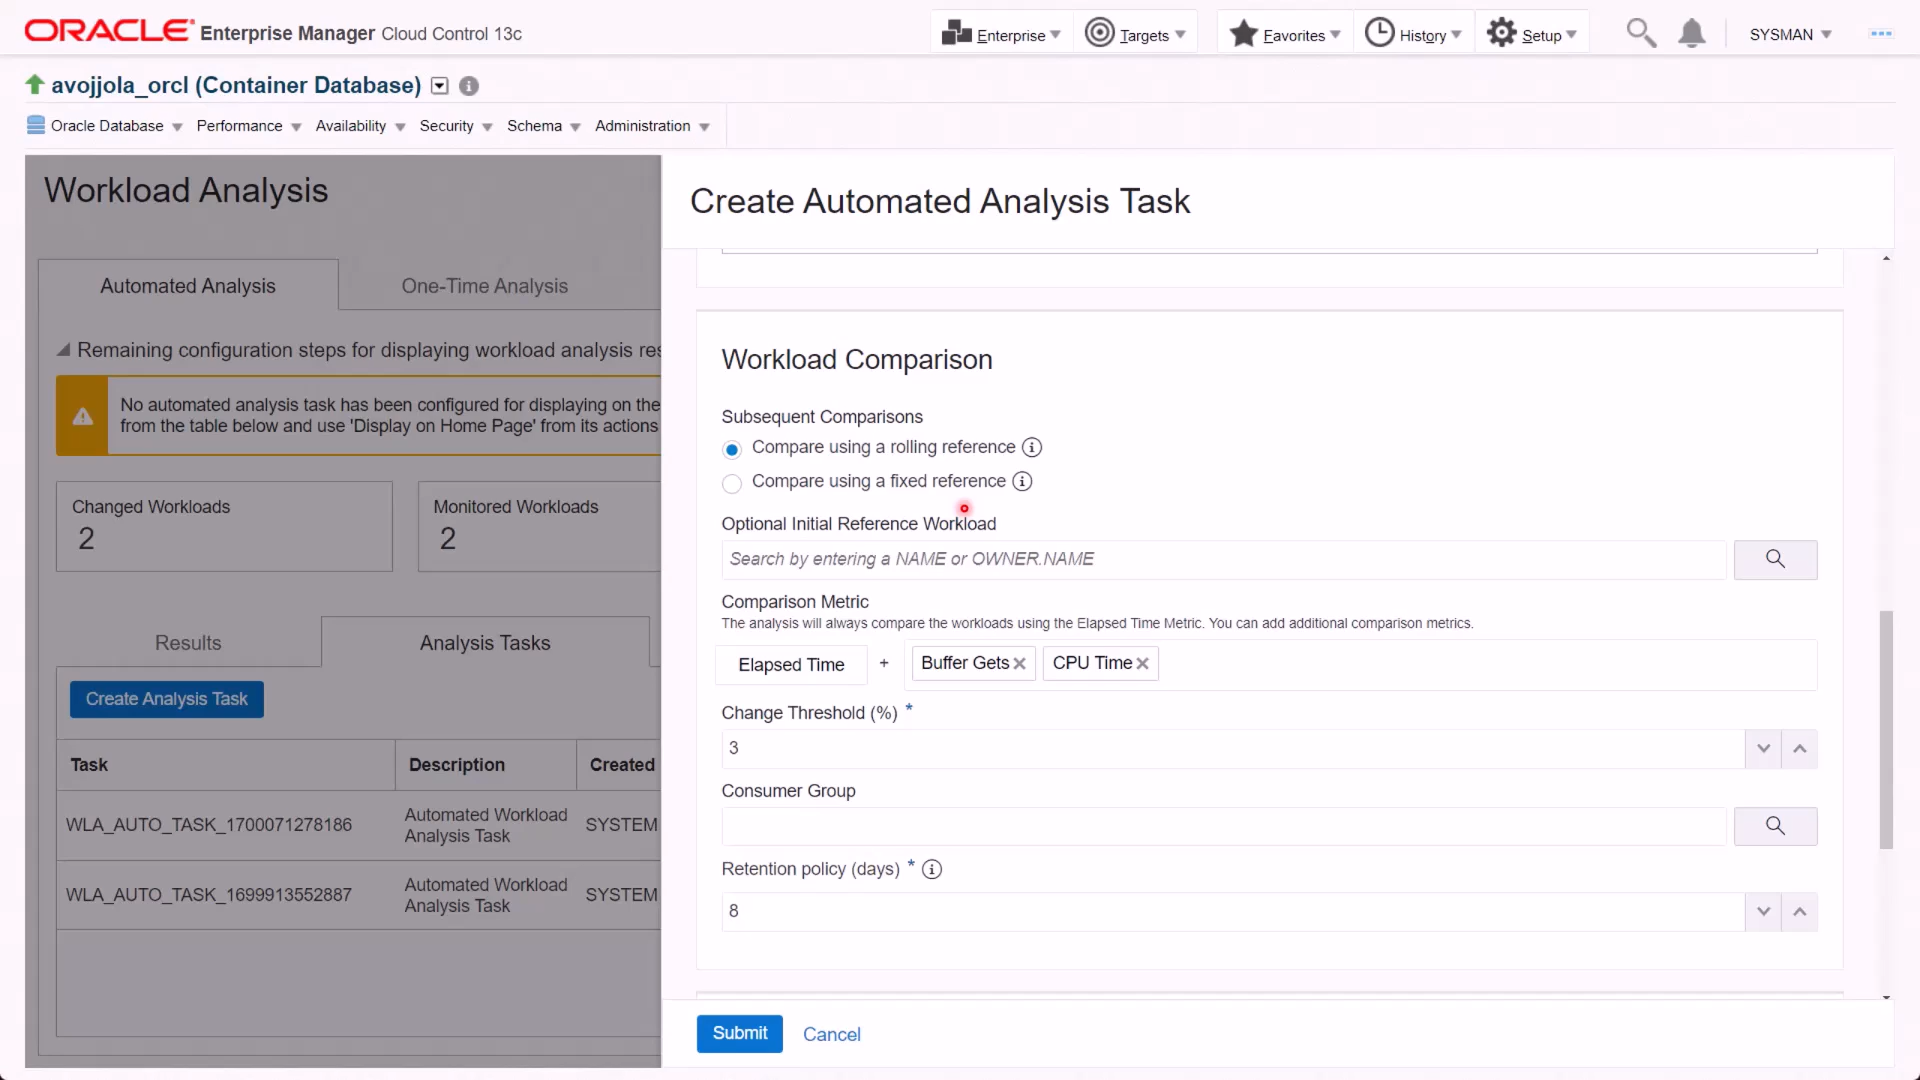 ORACLE Enterprise Manager Cloud Control 13c
Enterprise
Targets
Favorites
History
Setup
SYSMAN
avojjola_orcl (Container Database)
Oracle Database
Performance
Availability
Security
Schema
Administration
Workload Analysis
Automated Analysis
One-Time Analysis
Remaining configuration steps for displaying workload analysis res
No automated analysis task has been configured for displaying on the
from the table below and use 'Display on Home Page' from its actions
Changed Workloads
2
Monitored Workloads
2
Results
Analysis Tasks
Create Analysis Task
Task
Description
Created
WLA_AUTO_TASK_1700071278186
Automated Workload
Analysis Task
SYSTEM
WLA_AUTO_TASK_1699913552887
Automated Workload
Analysis Task
SYSTEM
Create Automated Analysis Task
Workload Comparison
Subsequent Comparisons
Compare using a rolling reference
Compare using a fixed reference
Optional Initial Reference Workload
Search by entering a NAME or OWNER.NAME
Comparison Metric
The analysis will always compare the workloads using the Elapsed Time Metric. You can add additional comparison metrics.
Elapsed Time + Buffer Gets CPU Time
Change Threshold (%) *
3
Consumer Group
Retention policy (days) *
8
Submit
Cancel